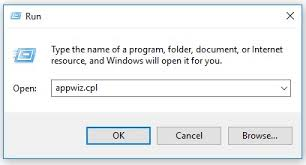 Run
Type the name of a program, folder, document, or Internet
resource, and Windows will open it for you.
Open: appwiz.cpl
OK Cancel Browse...